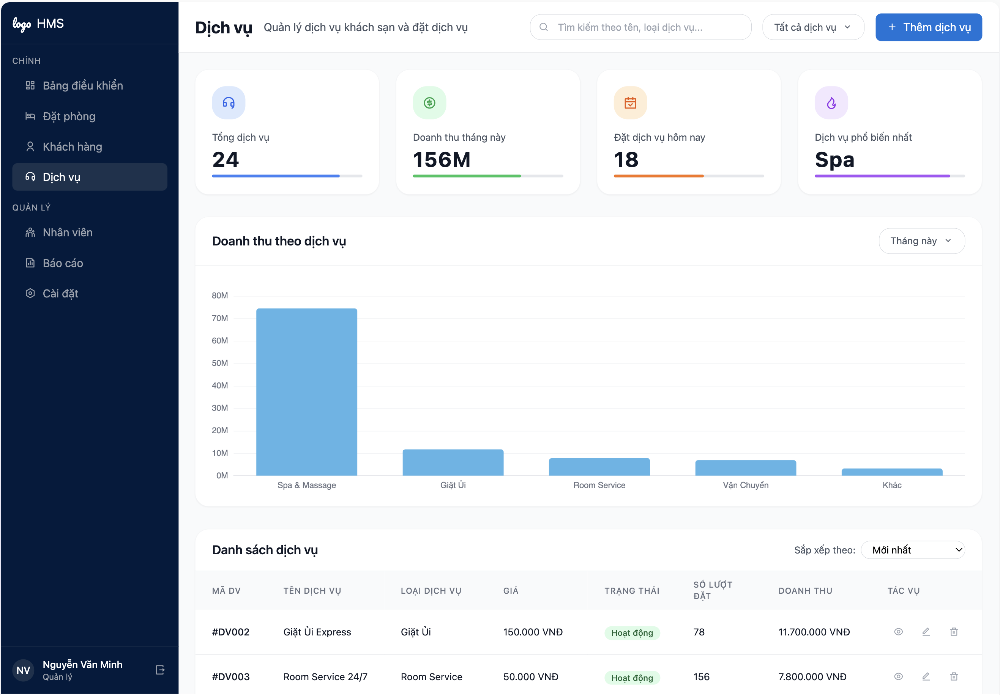 logo HMS
CHÍNH
Bảng điều khiển
Đặt phòng
Khách hàng
Dịch vụ
QUẢN LÝ
Nhân viên
Báo cáo
Cài đặt
NV
Nguyễn Văn Minh
Quản lý
Dịch vụ Quản lý dịch vụ khách sạn và đặt dịch vụ
Tìm kiếm theo tên, loại dịch vụ...
Tất cả dịch vụ
+ Thêm dịch vụ
Tổng dịch vụ
24
Doanh thu tháng này
156M
Đặt dịch vụ hôm nay
18
Dịch vụ phổ biến nhất
Spa
Doanh thu theo dịch vụ
Tháng này
80M
70M
60M
50M
40M
30M
20M
10M
0M
Spa & Massage
Giặt Ủi
Room Service
Vận Chuyển
Khác
Danh sách dịch vụ
Sắp xếp theo: Mới nhất
MÃ DV TÊN DỊCH VỤ LOẠI DỊCH VỤ GIÁ TRẠNG THÁI SỐ LƯỢT ĐẶT DOANH THU TÁC VỤ
#DV002 Giặt Ủi Express Giặt Ủi 150.000 VNĐ Hoạt động 78 11.700.000 VNĐ
#DV003 Room Service 24/7 Room Service 50.000 VNĐ Hoạt động 156 7.800.000 VNĐ